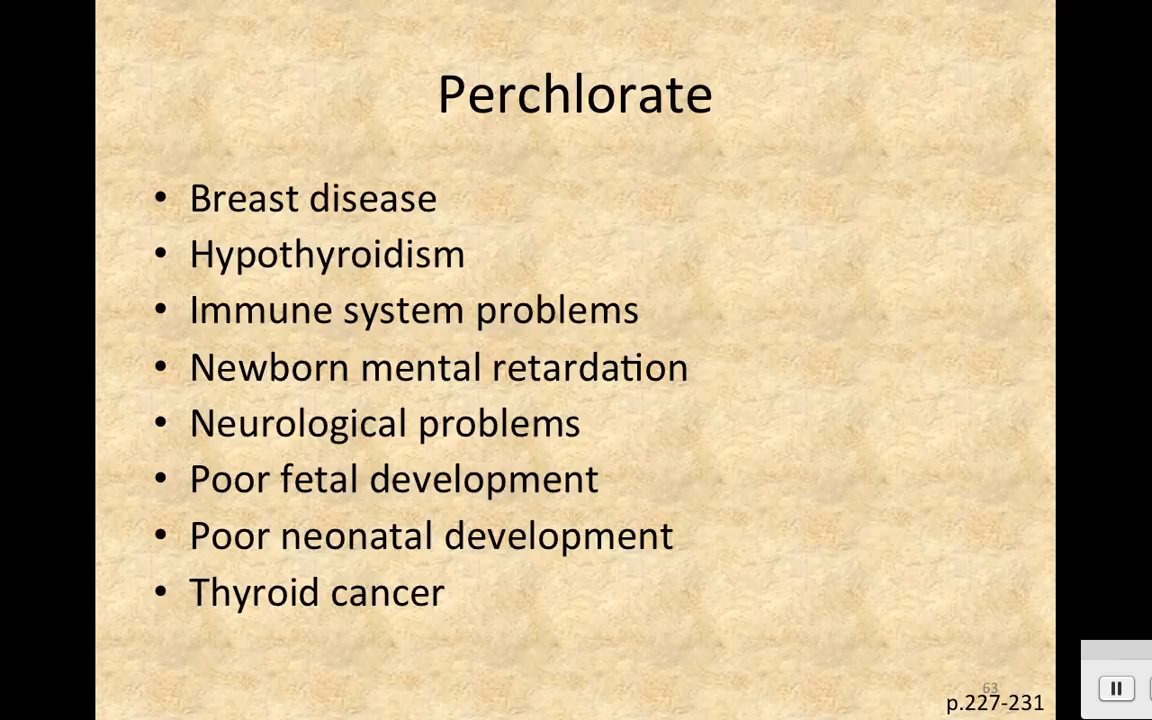 Perchlorate
• Breast disease
• Hypothyroidism
• Immune system problems
• Newborn mental retardation
• Neurological problems
• Poor fetal development
• Poor neonatal development
• Thyroid cancer
63
p.227-231